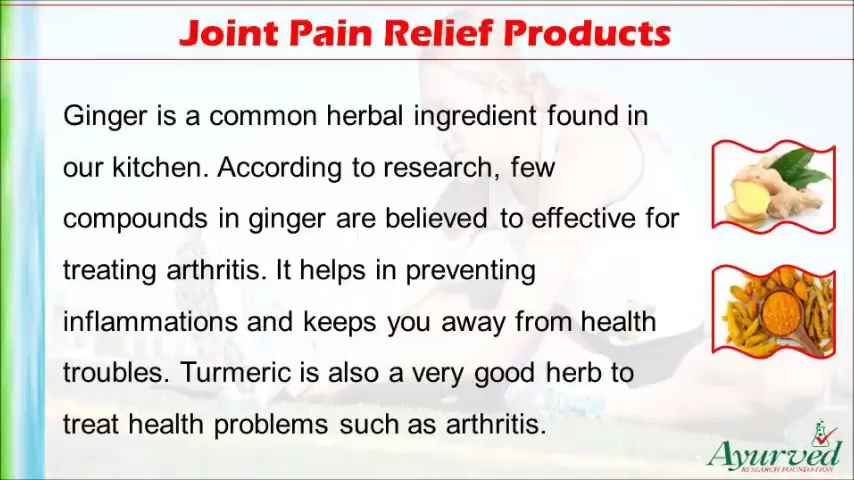 Joint Pain Relief Products
Ginger is a common herbal ingredient found in
our kitchen. According to research, few
compounds in ginger are believed to effective for
treating arthritis. It helps in preventing
inflammations and keeps you away from health
troubles. Turmeric is also a very good herb to
treat health problems such as arthritis.
Ayurved
RESEARCH FOUNDATION